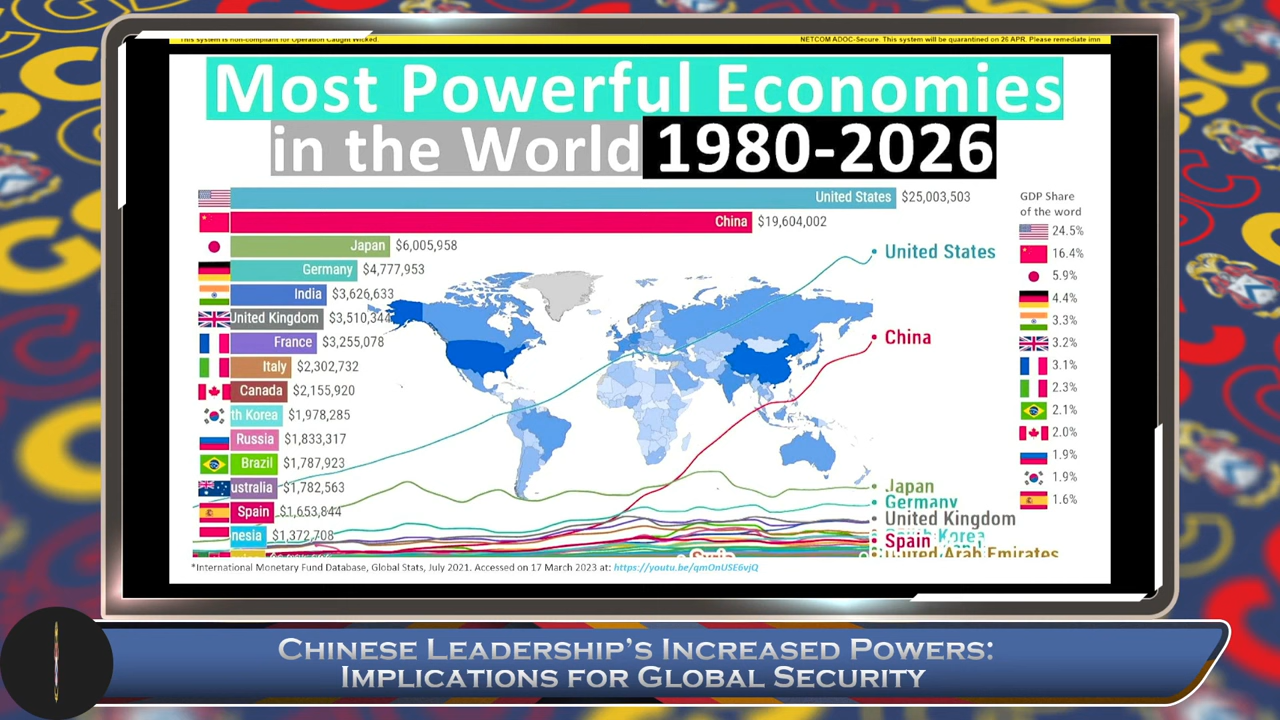 This system is non-compliant for Operation Caught Wicked.
NETCOM ADOC-Secure. This system will be quarantined on 26 APR. Please remediate imn
Most Powerful Economies
in the World 1980-2026
United States $25,003,503
China $19,604,002
Japan $6,005,958
Germany $4,777,953
India $3,626,633
United Kingdom $3,510,344
France $3,255,078
Italy $2,302,732
Canada $2,155,920
th Korea $1,978,285
Russia $1,833,317
Brazil $1,787,923
ustralia $1,782,563
Spain $1,653,844
nesia $1,372,708
United States
China
Japan
Germany
United Kingdom
Spain
United Arab Emirates
GDP Share
of the word
24.5%
16.4%
5.9%
4.4%
3.3%
3.2%
3.1%
2.3%
2.1%
2.0%
1.9%
1.9%
1.6%
*International Monetary Fund Database, Global Stats, July 2021. Accessed on 17 March 2023 at: https://youtu.be/qmOnUSE6vjQ
Chinese Leadership's Increased Powers:
Implications for Global Security